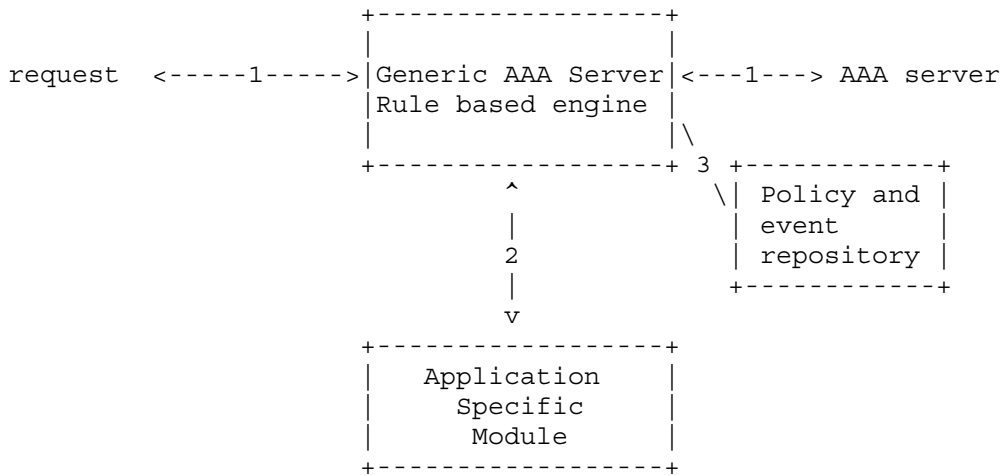 request <-----1-----> Generic AAA Server <---1---> AAA server
Rule based engine
3
Policy and
event
repository
2
Application
Specific
Module